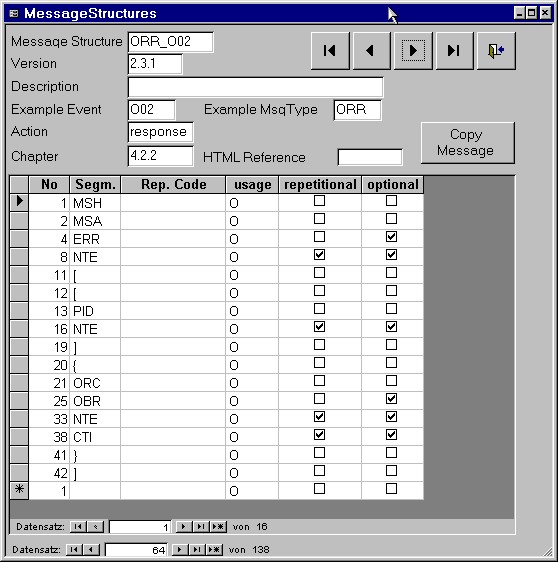 MessageStructures
Message Structure ORR_O02
Version 2.3.1
Description
Example Event O02 Example MsgType ORR
Action response
Copy Message
Chapter 4.2.2 HTML Reference
No Segm. Rep. Code usage repetitional optional
1 MSH O
2 MSA O
4 ERR O
8 NTE O
11 [ O
12 [ O
13 PID O
16 NTE O
19 ] O
20 { O
21 ORC O
25 OBR O
33 NTE O
38 CTI O
41 } O
42 ] O
1 O
Datensatz: 1 von 16
Datensatz: 64 von 138